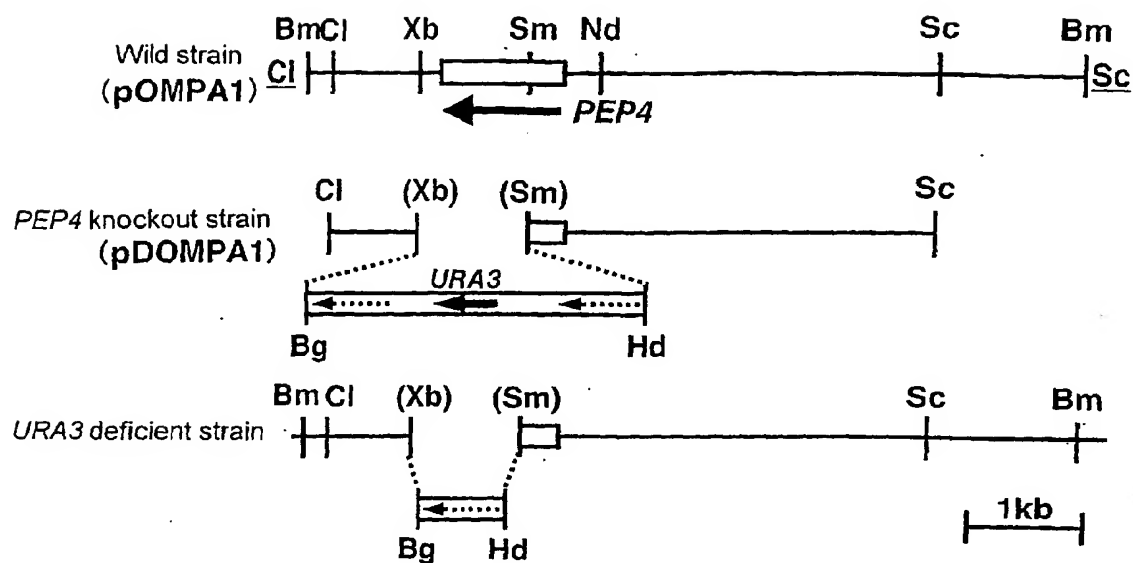 Bm Cl Xb Sm Nd Sc Bm
Wild strain
(pOMPA1)
Cl
Sc
PEP4
Cl (Xb) (Sm) Sc
PEP4 knockout strain
(pDOMPA1)
URA3
Bg Hd
Bm Cl (Xb) (Sm) Sc Bm
URA3 deficient strain
1kb
Bg Hd